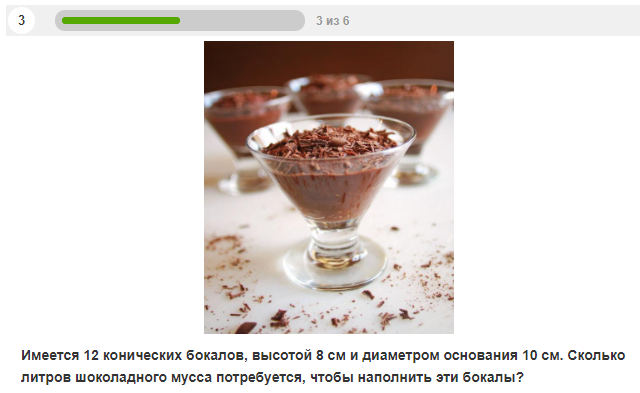 3
3 из 6
Имеется 12 конических бокалов, высотой 8 см и диаметром основания 10 см. Сколько
литров шоколадного мусса потребуется, чтобы наполнить эти бокалы?